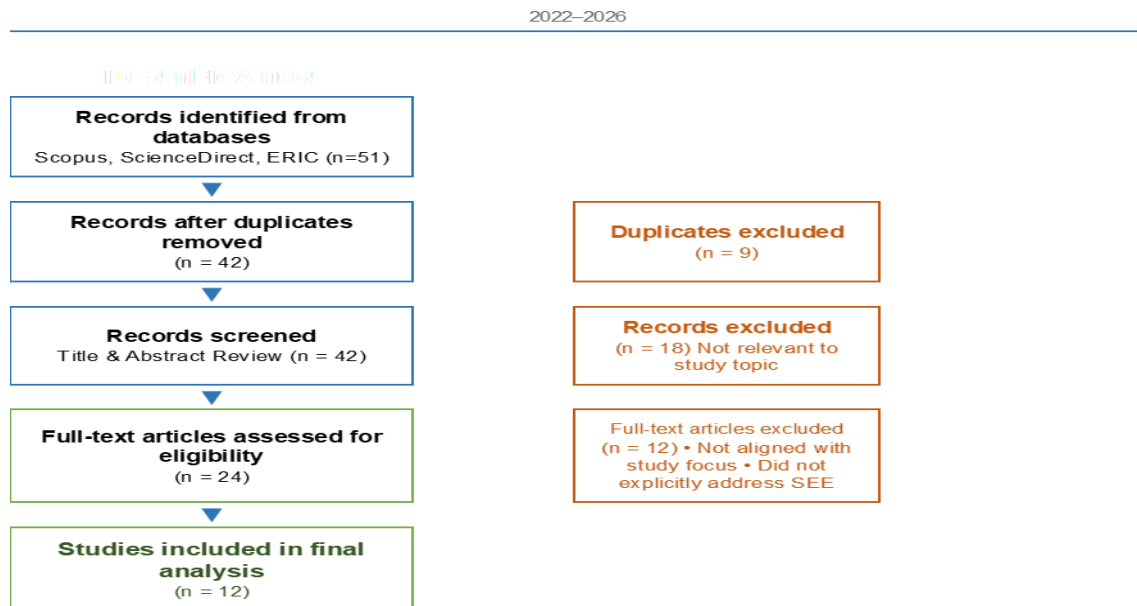 2022–2026
IDENTIFICATION
Records identified from
databases
Scopus, ScienceDirect, ERIC (n=51)
Records after duplicates
removed
(n = 42)
Duplicates excluded
(n = 9)
Records screened
Title & Abstract Review (n = 42)
Records excluded
(n = 18) Not relevant to
study topic
Full-text articles assessed for
eligibility
(n = 24)
Full-text articles excluded
(n = 12) • Not aligned with
study focus • Did not
explicitly address SEE
Studies included in final
analysis
(n = 12)